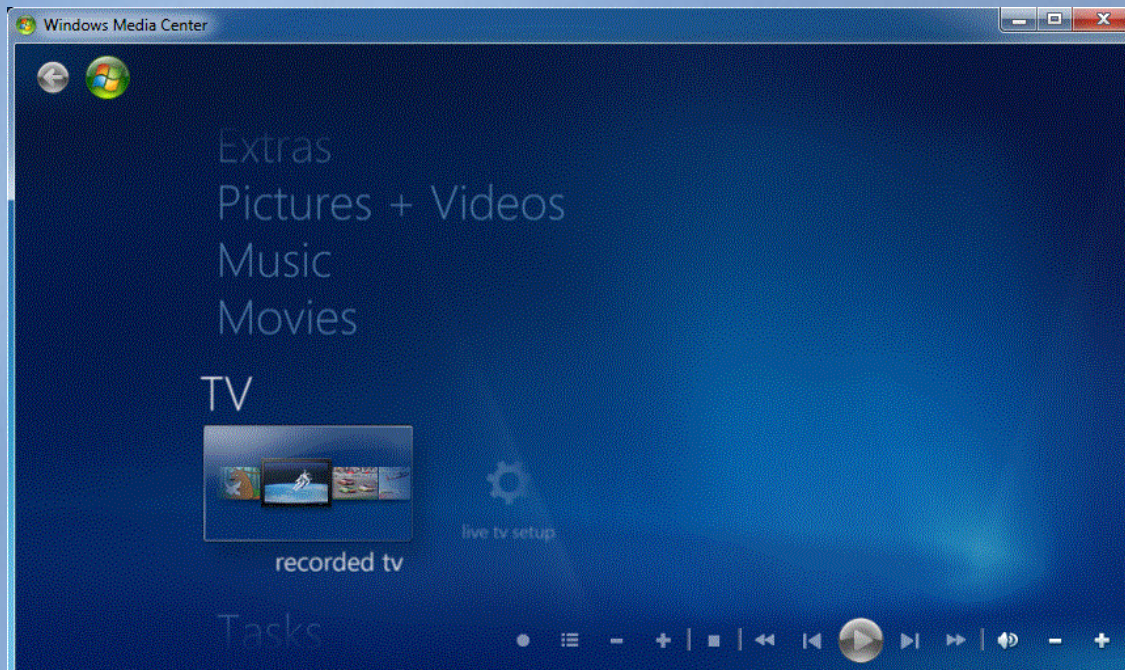 Windows Media Center
Extras
Pictures + Videos
Music
Movies
TV
live tv setup
recorded tv
Tasks